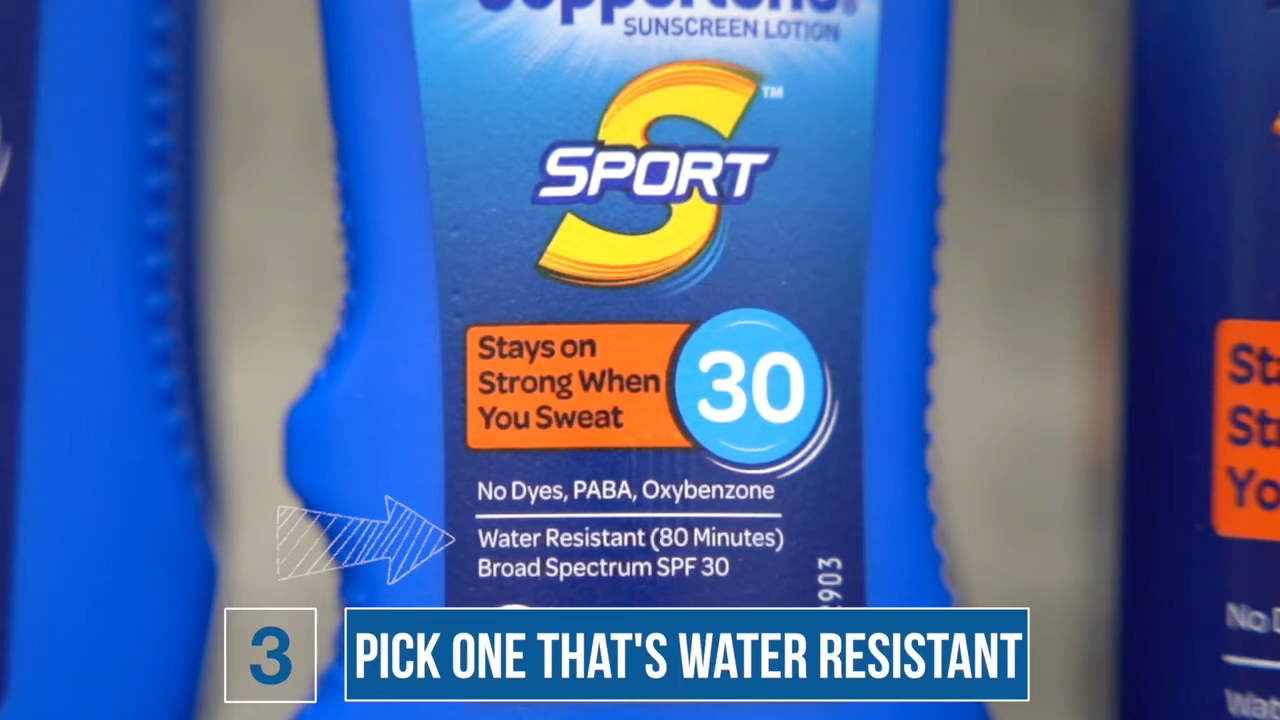 SUNSCREEN LOTION
SPORT
TM
Stays on
Strong When
You Sweat
30
No Dyes, PABA, Oxybenzone
Water Resistant (80 Minutes)
Broad Spectrum SPF 30
3
PICK ONE THAT'S WATER RESISTANT